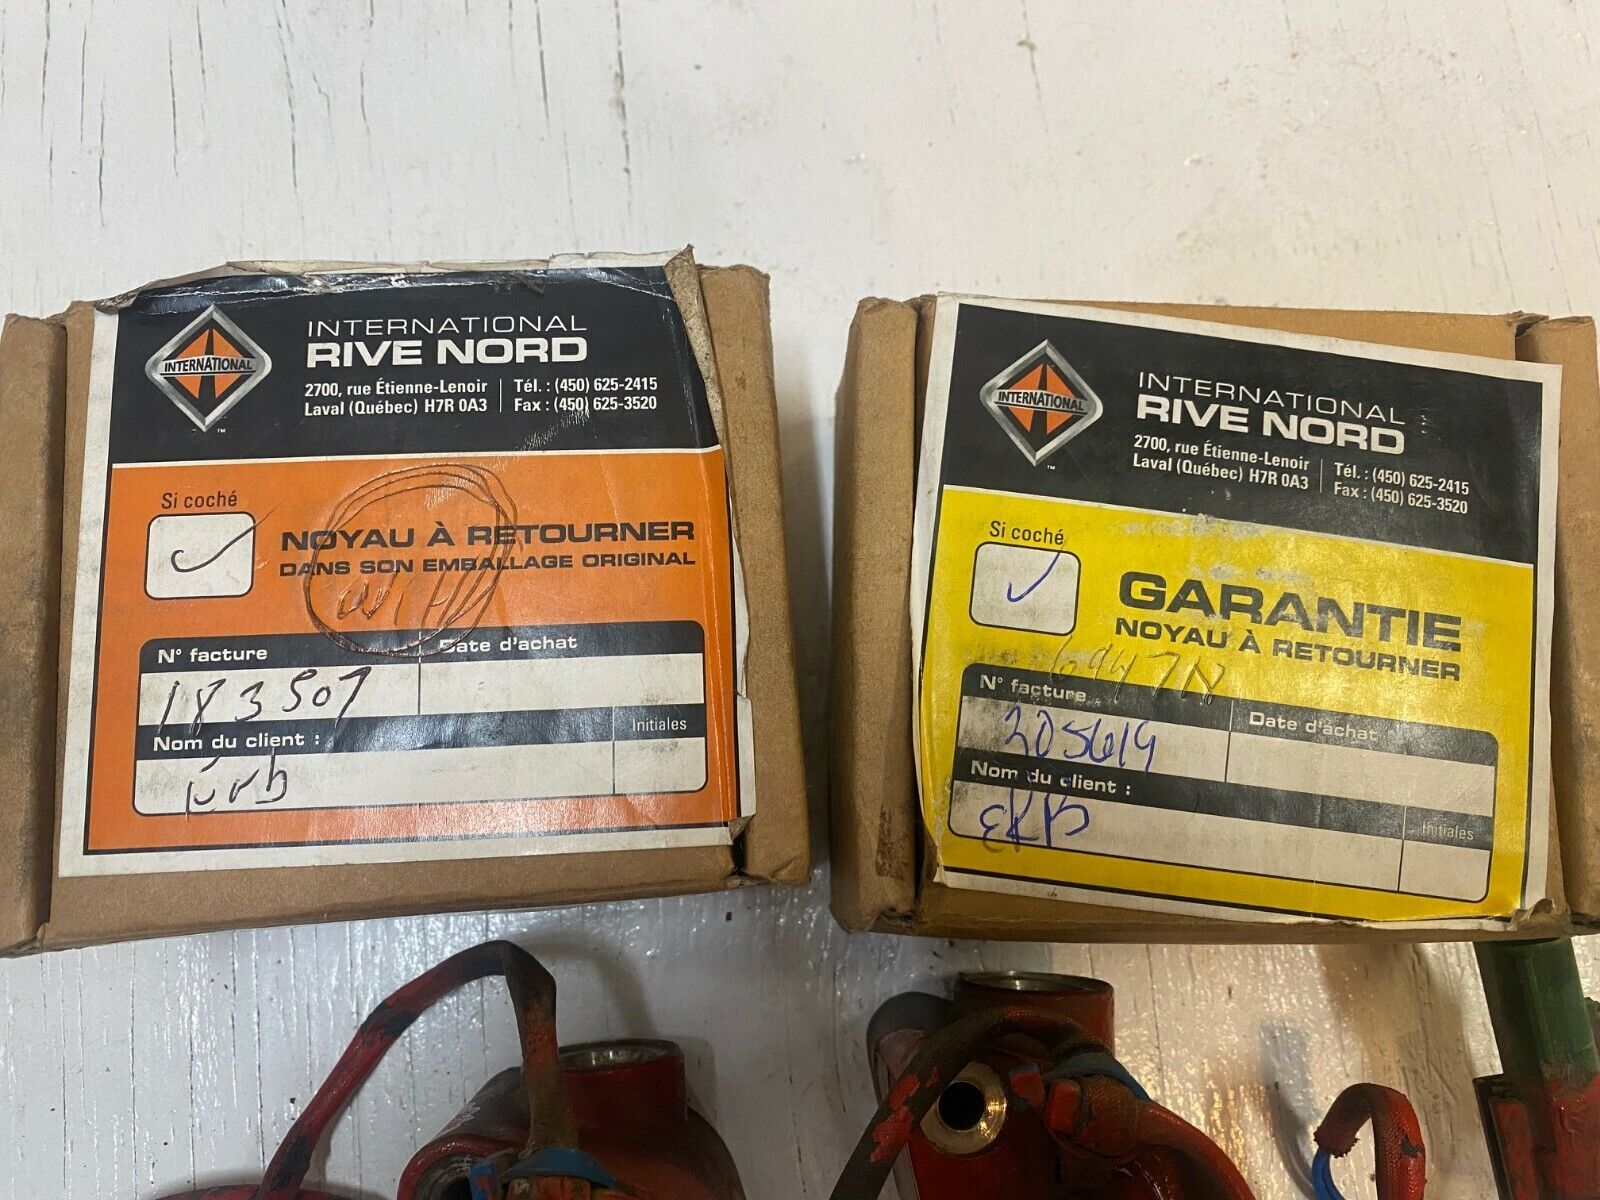 INTERNATIONAL
INTERNATIONAL
RIVE NORD
2700, rue Étienne-Lenoir
Laval (Québec) H7R 0A3
Tél. : (450) 625-2415
Fax : (450) 625-3520
Si coché
NOYAU À RETOURNER
DANS SON EMBALLAGE ORIGINAL
N° facture
Date d'achat
183507
Nom du client :
Initiales
INTERNATIONAL
™
INTERNATIONAL
RIVE NORD
2700, rue Étienne-Lenoir
Laval (Québec) H7R 0A3
Tél. : (450) 625-2415
Fax : (450) 625-3520
Si coché
GARANTIE
NOYAU À RETOURNER
6947N
N° facture
Date d'achat
205619
Nom du client :
Initiales